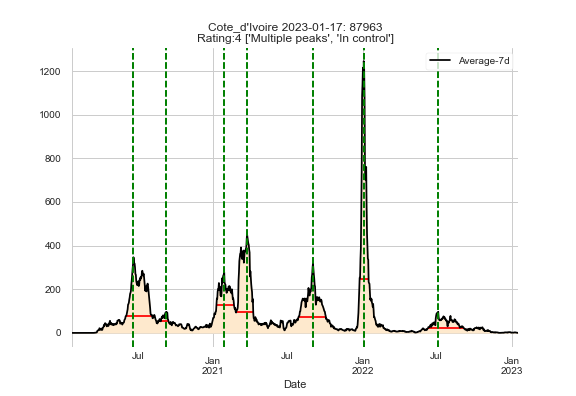 Cote_d'Ivoire 2023-01-17: 87963
Rating:4 ['Multiple peaks', 'In control']
Average-7d
1200
1000
800
600
400
200
0
Jul Jan Jul Jan Jul Jan
2021 2022 2023
Date